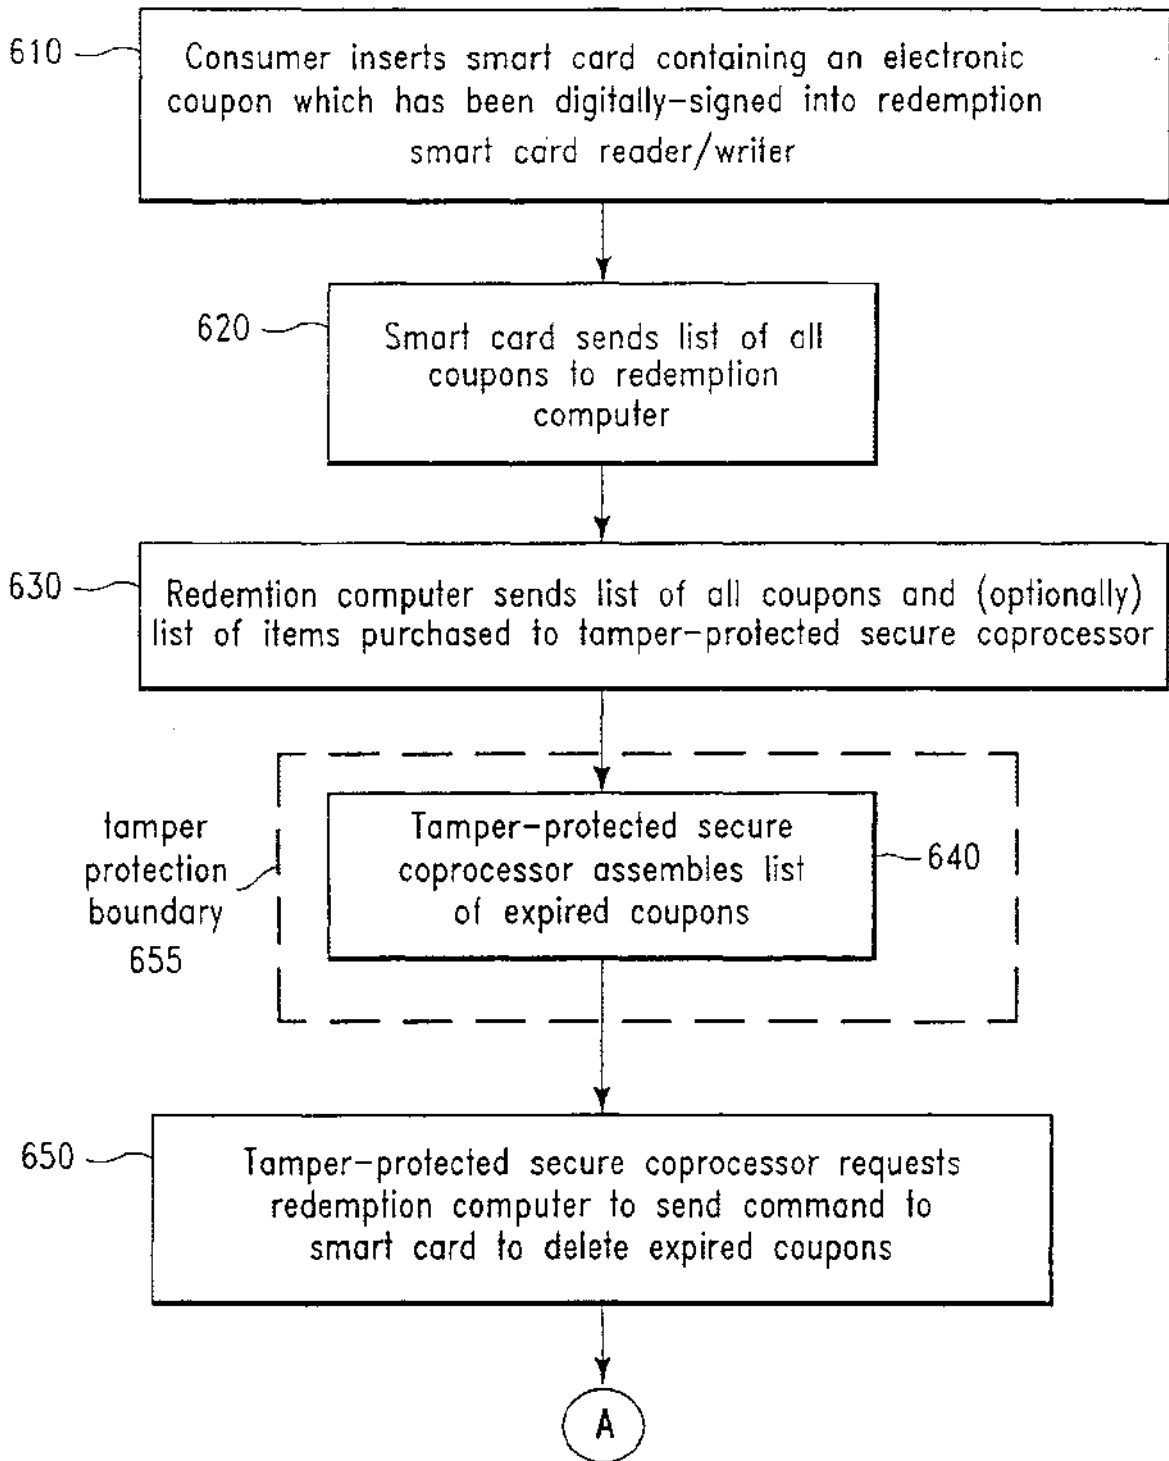 610
Consumer inserts smart card containing an electronic
coupon which has been digitally-signed into redemption
smart card reader/writer
620
Smart card sends list of all
coupons to redemption
computer
630
Redemtion computer sends list of all coupons and (optionally)
list of items purchased to tamper-protected secure coprocessor
tamper
protection
boundary
655
Tamper-protected secure
coprocessor assembles list
of expired coupons
640
650
Tamper-protected secure coprocessor requests
redemption computer to send command to
smart card to delete expired coupons
A